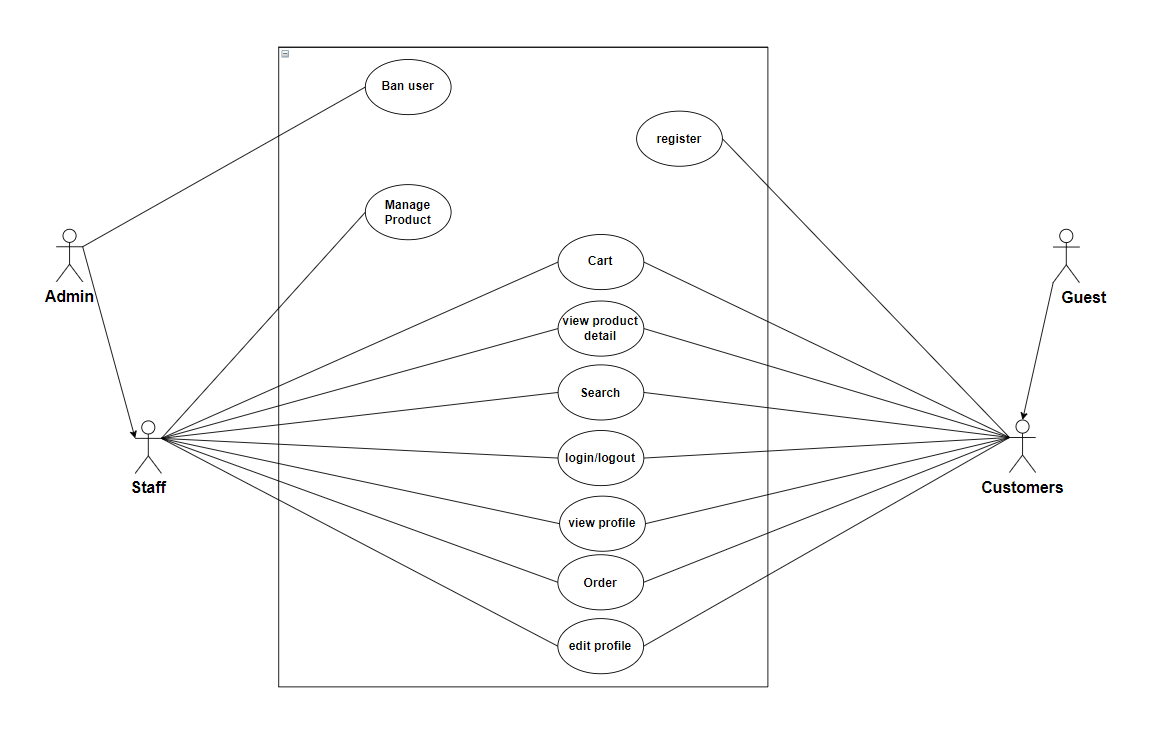 Ban user
register
Manage
Product
Cart
Admin
Guest
view product
detail
Search
login/logout
Staff
Customers
view profile
Order
edit profile